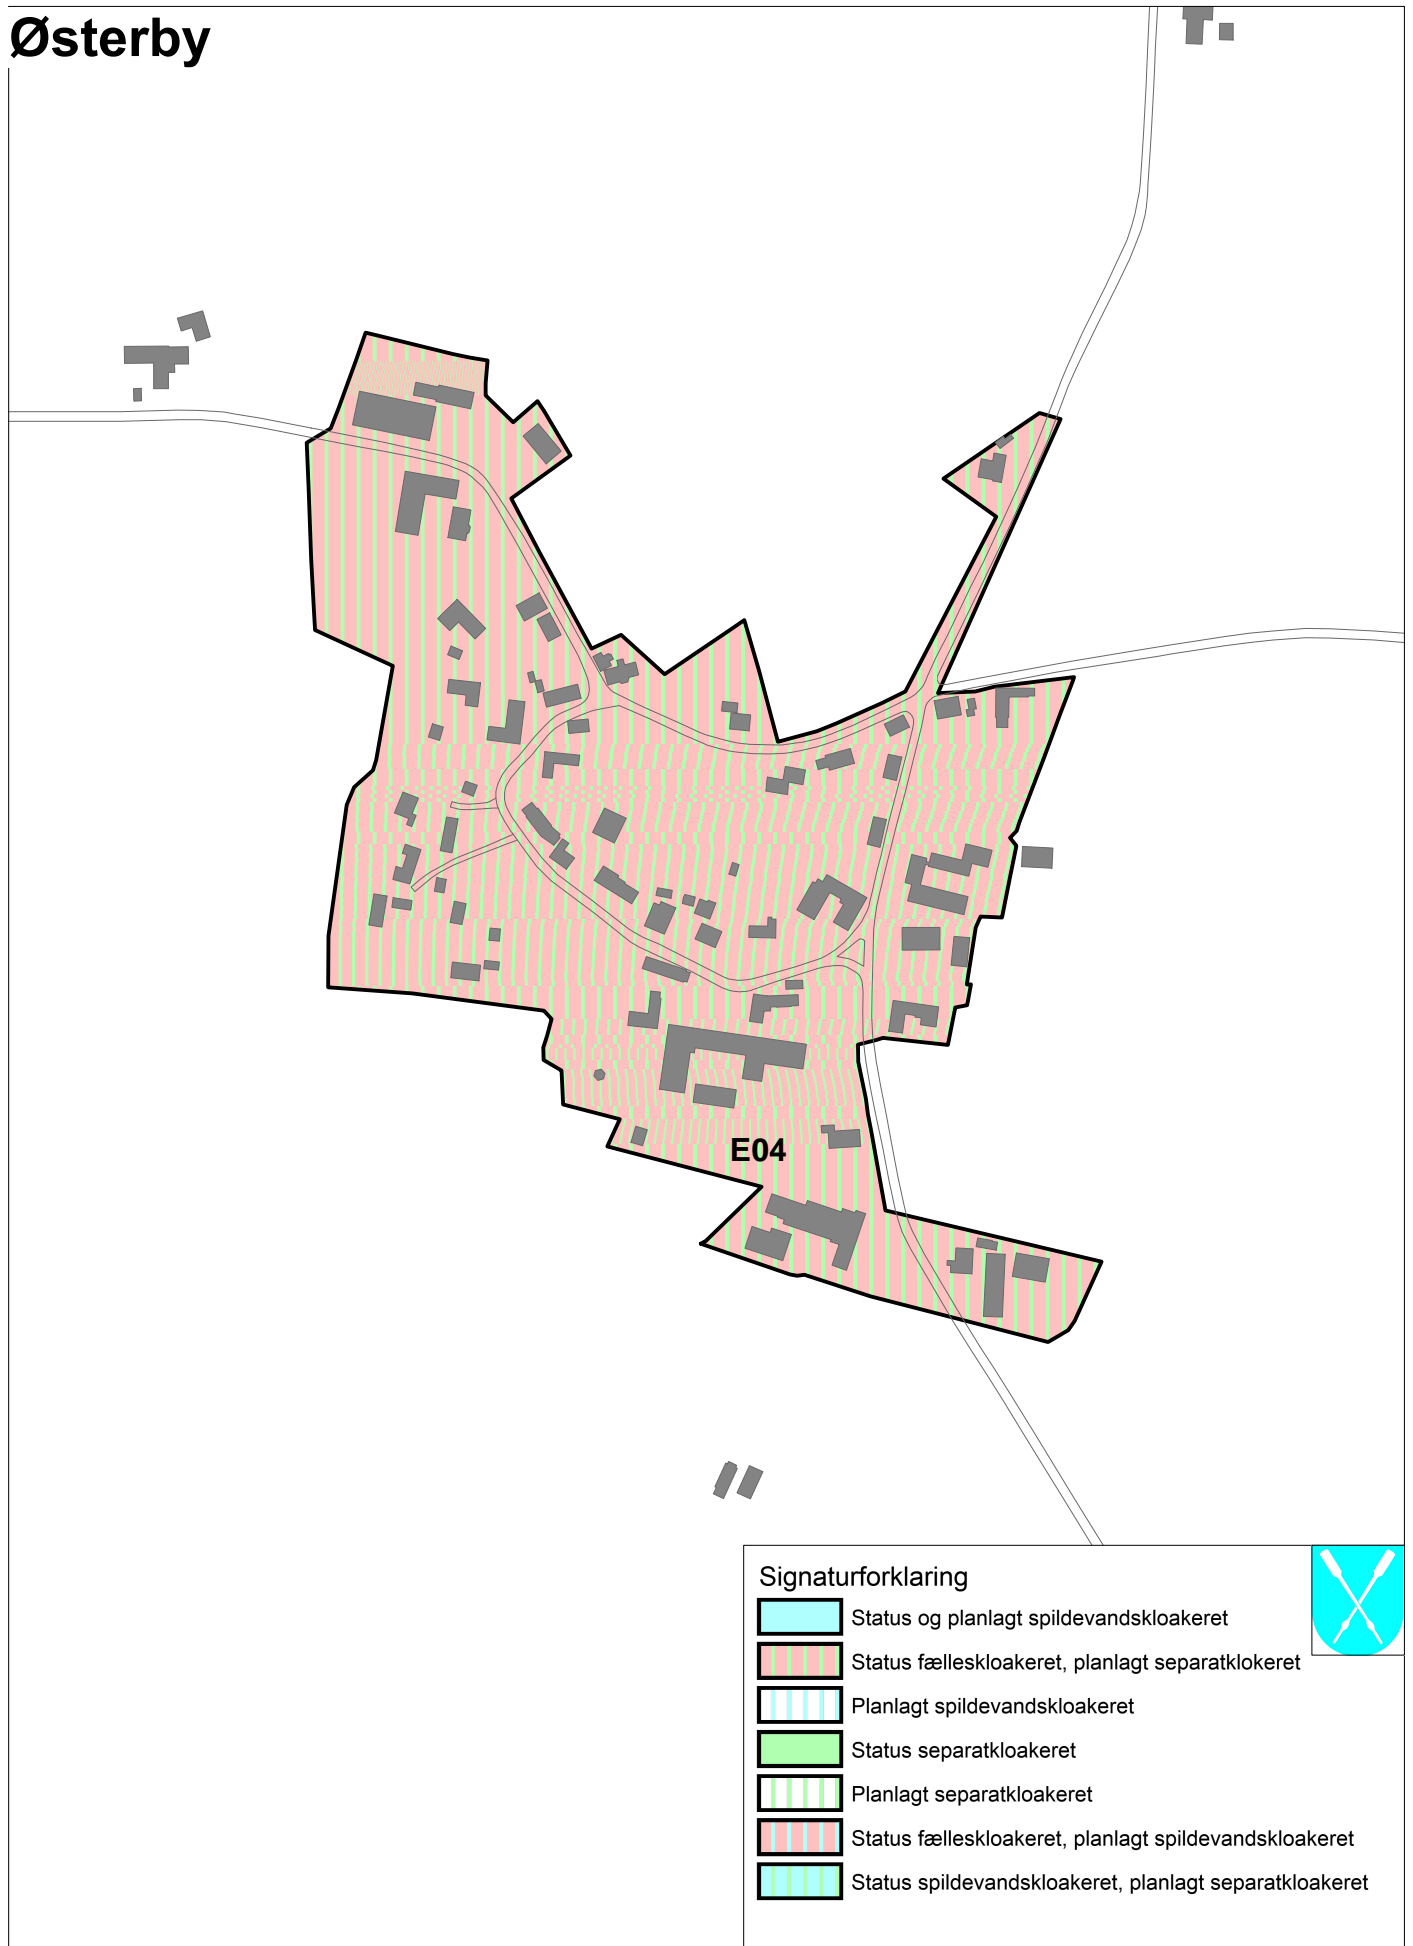 Østerby
E04
Signaturforklaring
Status og planlagt spildevandskloakeret
Status fælleskloakeret, planlagt separatklokeret
Planlagt spildevandskloakeret
Status separatkloakeret
Planlagt separatkloakeret
Status fælleskloakeret, planlagt spildevandskloakeret
Status spildevandskloakeret, planlagt separatkloakeret